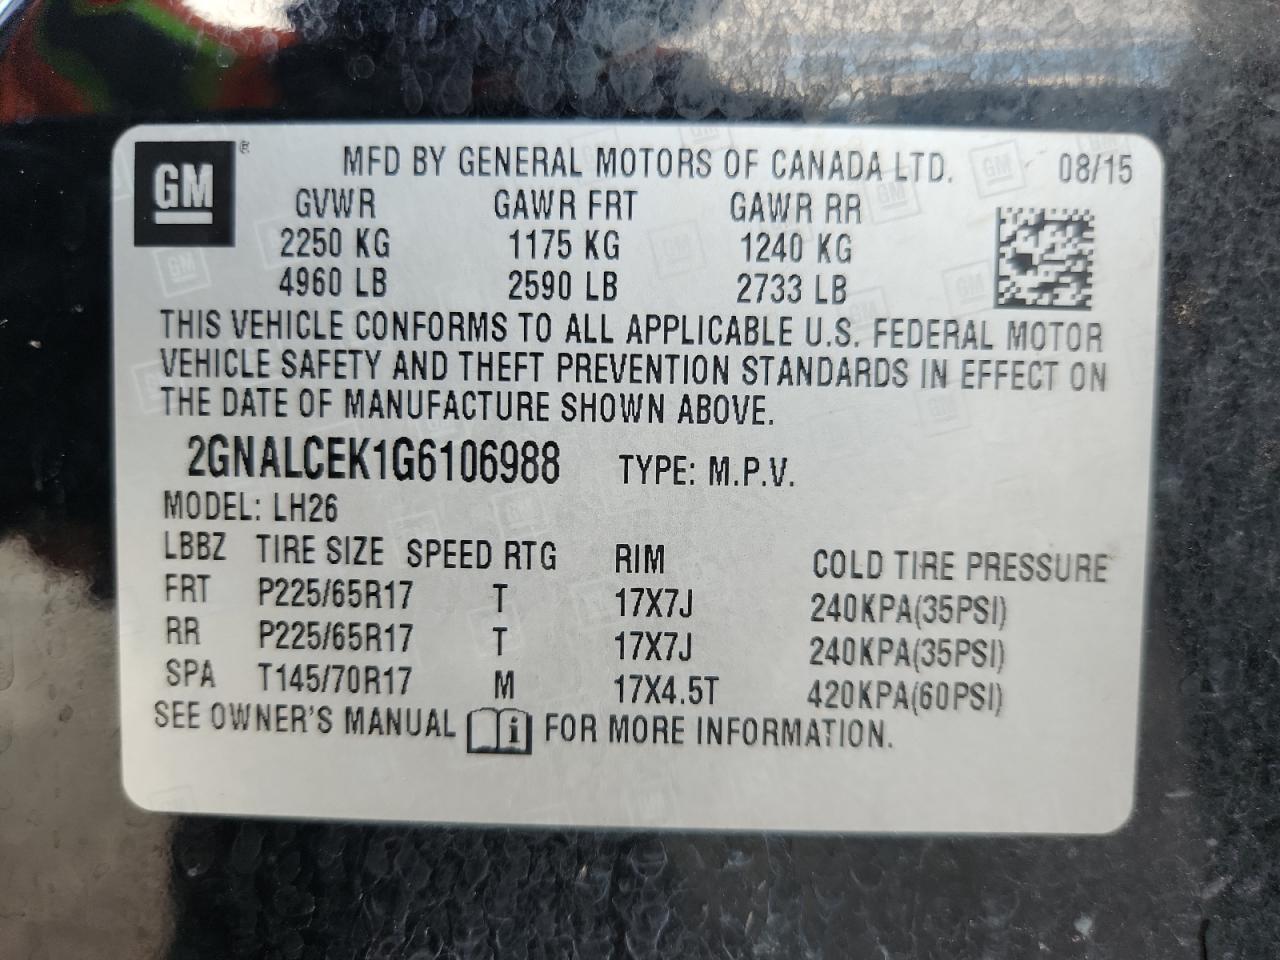 GM ®
MFD BY GENERAL MOTORS OF CANADA LTD. 08/15
GVWR GAWR FRT GAWR RR
2250 KG 1175 KG 1240 KG
4960 LB 2590 LB 2733 LB
THIS VEHICLE CONFORMS TO ALL APPLICABLE U.S. FEDERAL MOTOR
VEHICLE SAFETY AND THEFT PREVENTION STANDARDS IN EFFECT ON
THE DATE OF MANUFACTURE SHOWN ABOVE.
2GNALCEK1G6106988 TYPE: M.P.V.
MODEL: LH26
LBBZ TIRE SIZE SPEED RTG RIM COLD TIRE PRESSURE
FRT P225/65R17 T 17X7J 240KPA(35PSI)
RR P225/65R17 T 17X7J 240KPA(35PSI)
SPA T145/70R17 M 17X4.5T 420KPA(60PSI)
SEE OWNER'S MANUAL i FOR MORE INFORMATION.